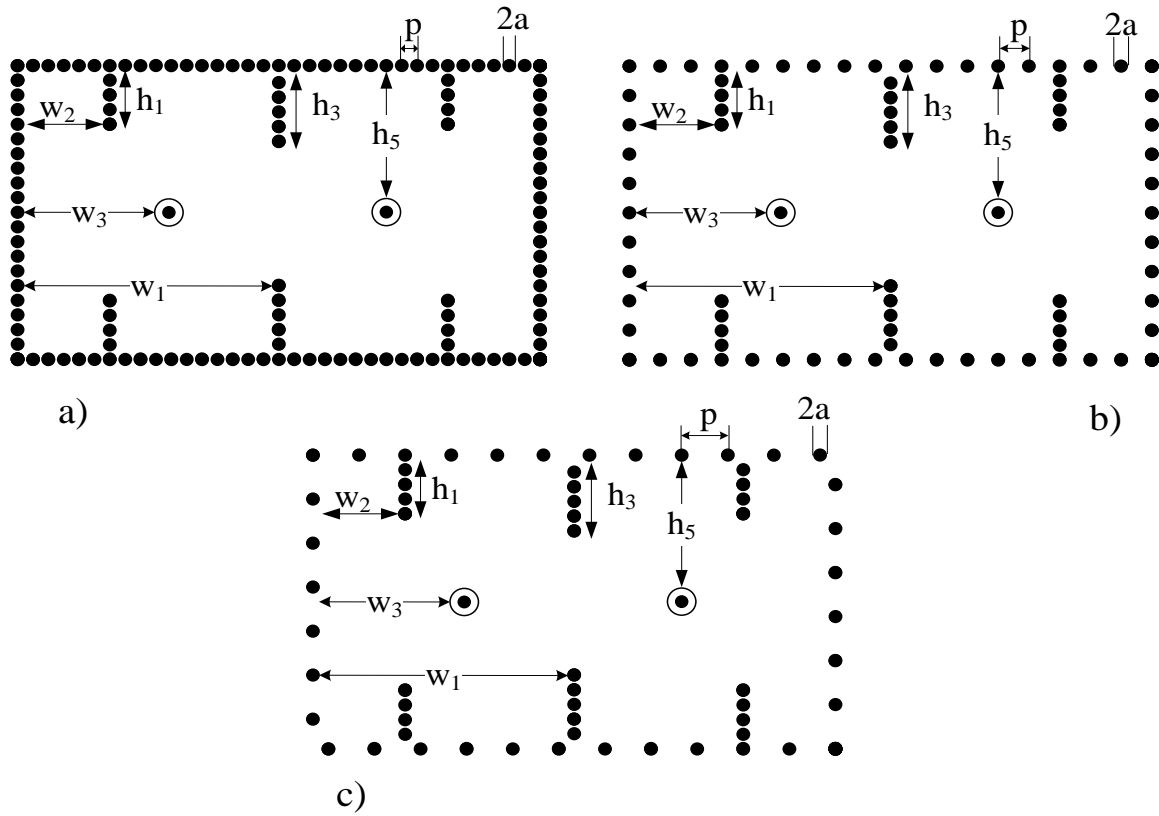 p 2a
h₁ h₃
w₂
h₅
w₃
w₁
a)
p 2a
h₁ h₃
w₂
h₅
w₃
w₁
b)
p 2a
h₁ h₃
w₂
h₅
w₃
w₁
c)